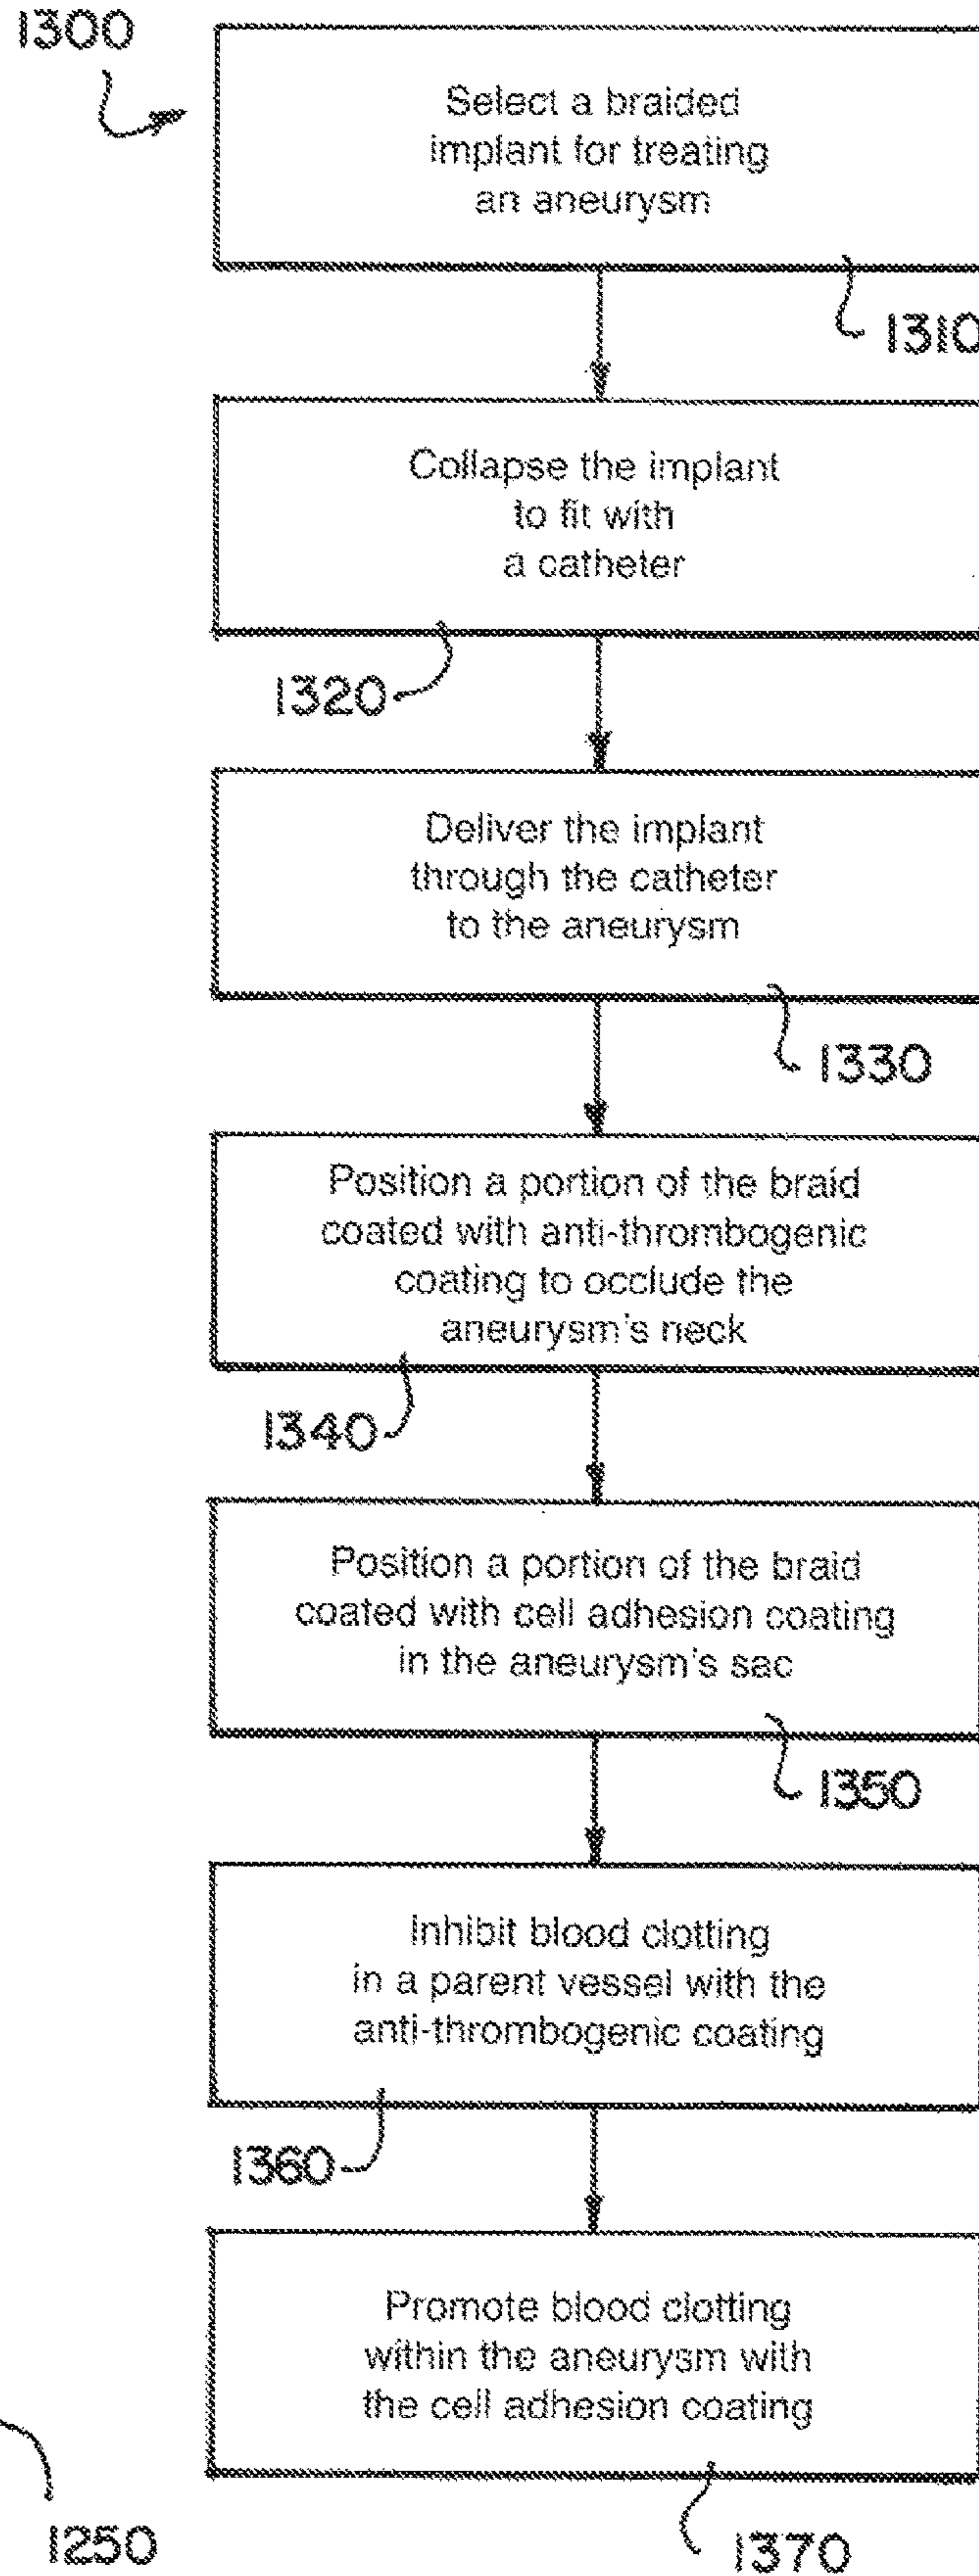 1300
Select a braided
implant for treating
an aneurysm
1310
Collapse the implant
to fit with
a catheter
1320
Deliver the implant
through the catheter
to the aneurysm
1330
Position a portion of the braid
coated with anti-thrombogenic
coating to occlude the
aneurysm's neck
1340
Position a portion of the braid
coated with cell adhesion coating
in the aneurysm's sac
1350
Inhibit blood clotting
in a parent vessel with the
anti-thrombogenic coating
1360
Promote blood clotting
within the aneurysm with
the cell adhesion coating
1250
1370